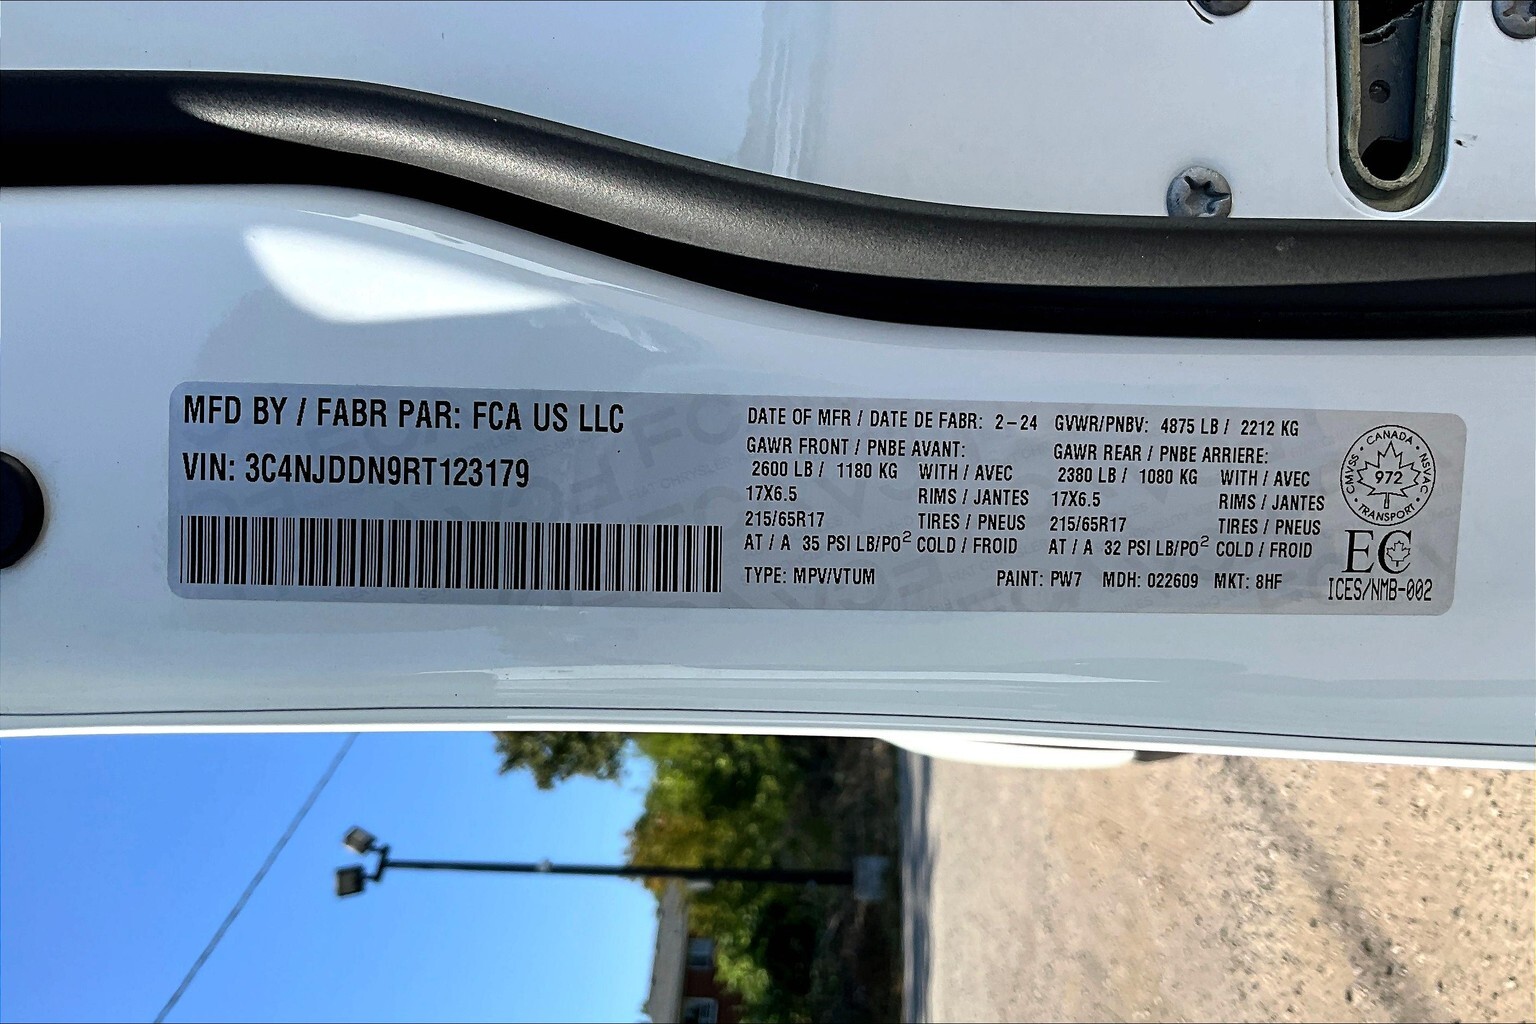 MFD BY / FABR PAR: FCA US LLC
VIN: 3C4NJDDN9RT123179
DATE OF MFR / DATE DE FABR: 2-24 GVWR/PNBV: 4875 LB / 2212 KG
GAWR FRONT / PNBE AVANT: GAWR REAR / PNBE ARRIERE:
2600 LB / 1180 KG WITH / AVEC 2380 LB / 1080 KG WITH / AVEC
17X6.5 RIMS / JANTES 17X6.5 RIMS / JANTES
215/65R17 TIRES / PNEUS 215/65R17 TIRES / PNEUS
AT / A 35 PSI LB/PO² COLD / FROID AT / A 32 PSI LB/PO² COLD / FROID
TYPE: MPV/VTUM PAINT: PW7 MDH: 022609 MKT: 8HF
CANADA
CMVSS 972 NSVAC
TRANSPORT
EC
ICES/NMB-002